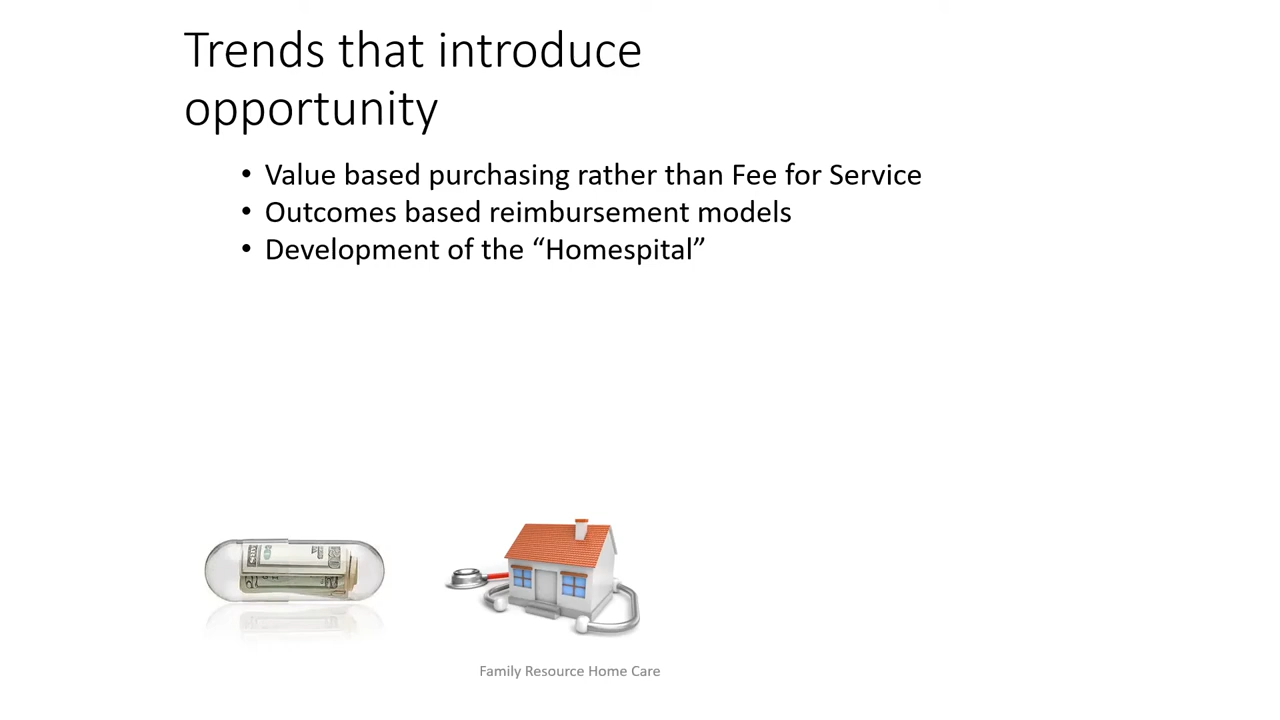 Trends that introduce
opportunity
• Value based purchasing rather than Fee for Service
• Outcomes based reimbursement models
• Development of the “Homespital”
Family Resource Home Care